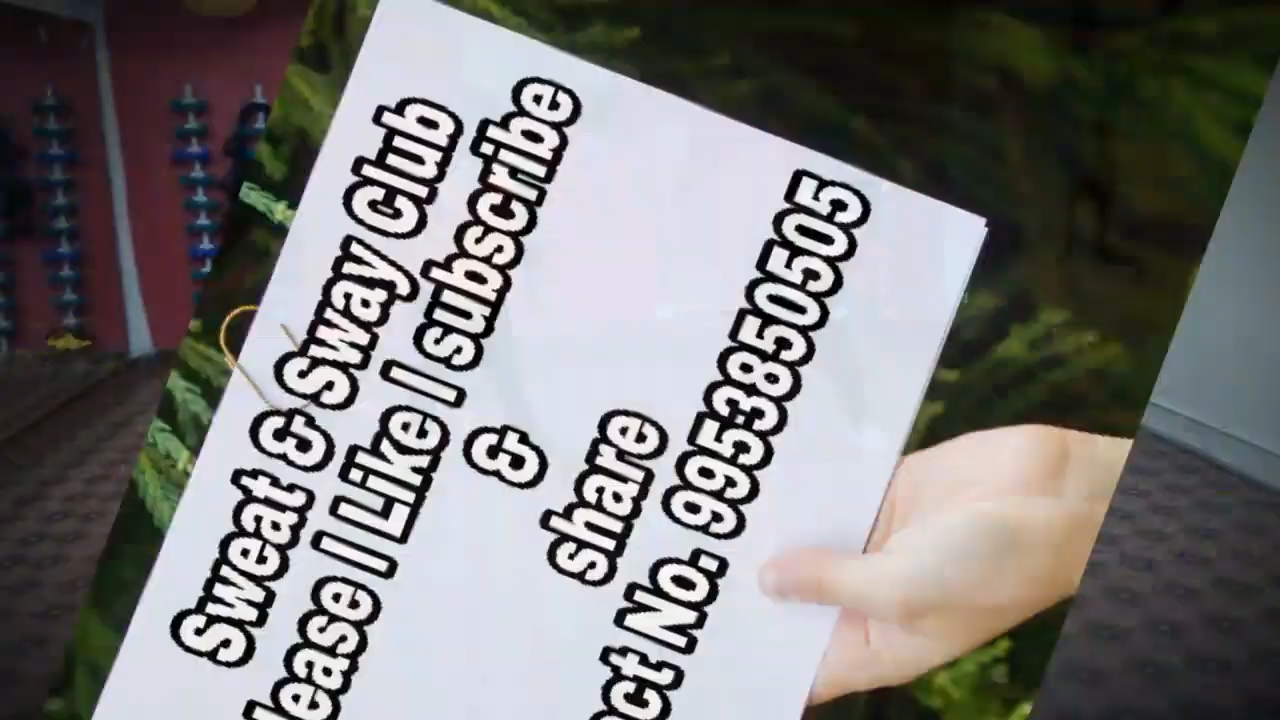 Sweat & Sway Club
lease | Like | subscribe
&
share
ct No. 9953850505